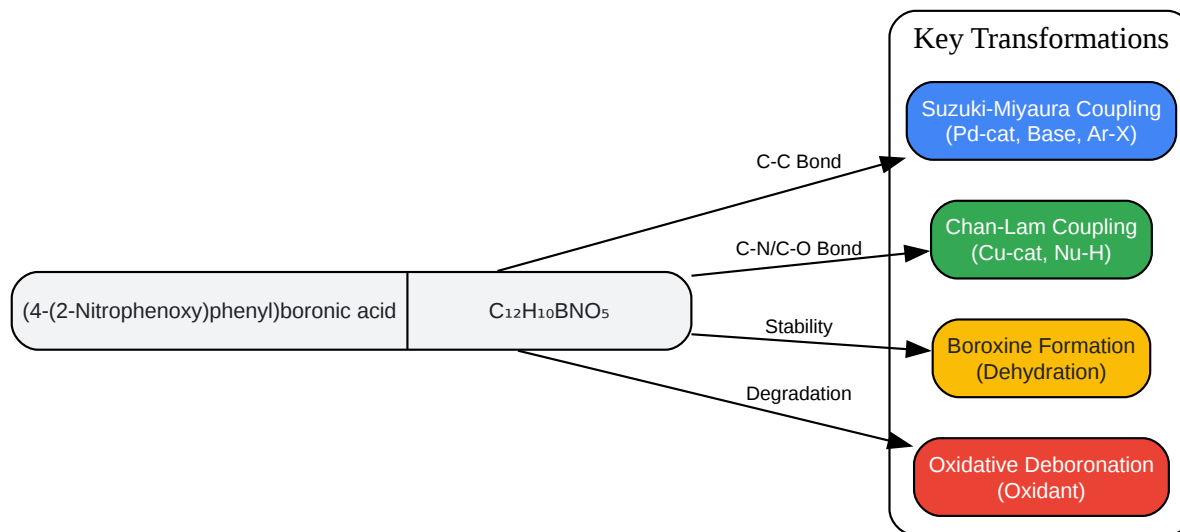 Key Transformations
Suzuki-Miyaura Coupling
(Pd-cat, Base, Ar-X)
C-C Bond
Chan-Lam Coupling
(Cu-cat, Nu-H)
C-N/C-O Bond
(4-(2-Nitrophenoxy)phenyl)boronic acid
C₁₂H₁₀BNO₅
Stability
Boroxine Formation
(Dehydration)
Degradation
Oxidative Deboronation
(Oxidant)